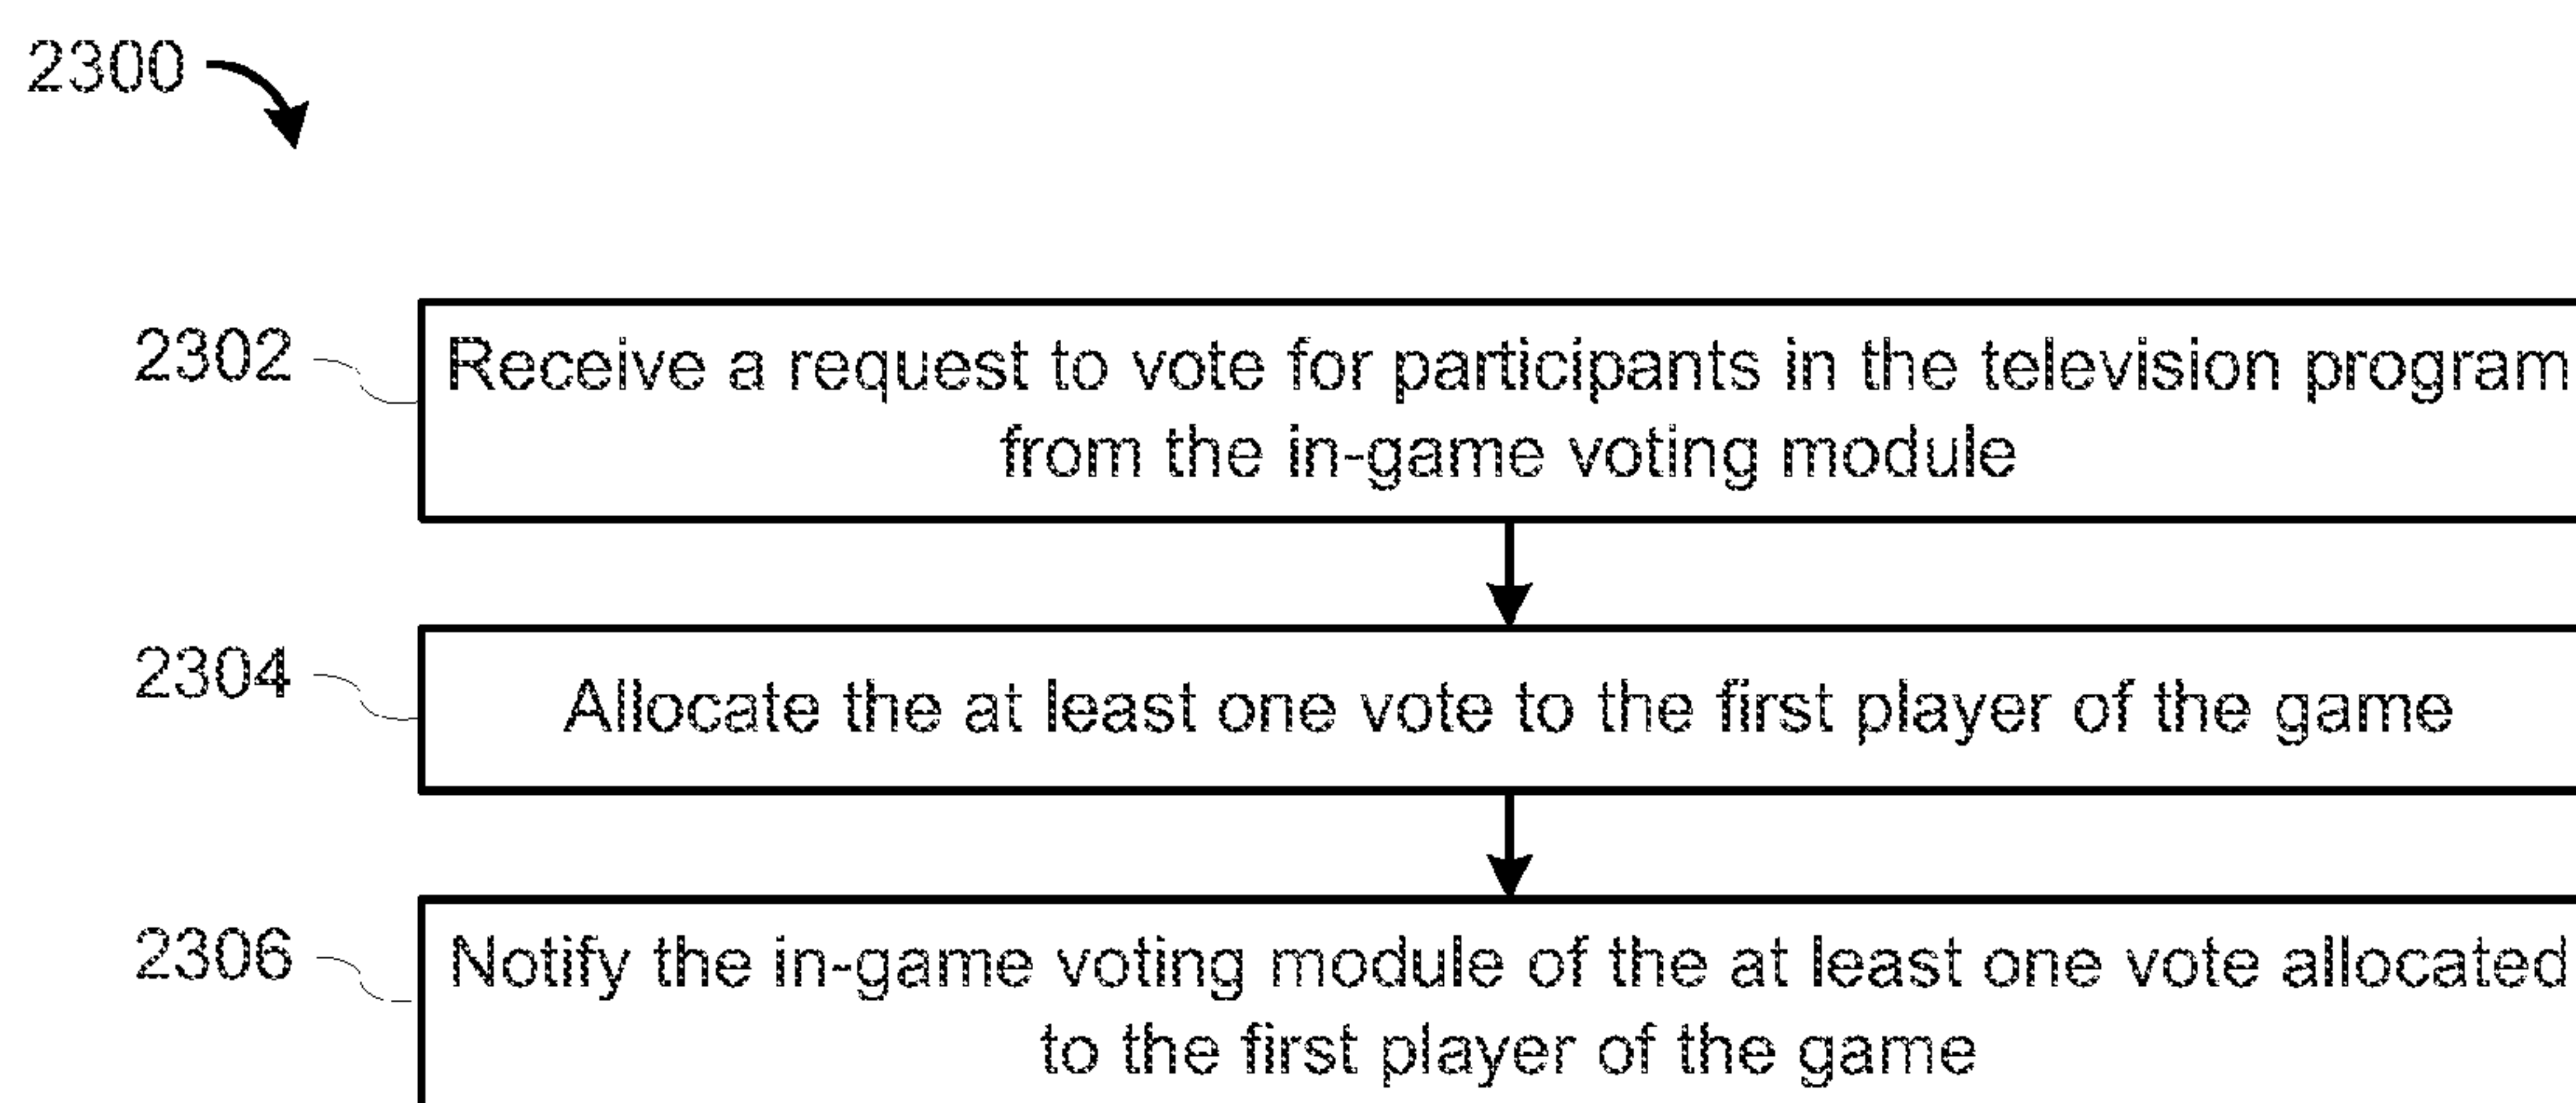 2300
2302
Receive a request to vote for participants in the television program
from the in-game voting module
2304
Allocate the at least one vote to the first player of the game
2306
Notify the in-game voting module of the at least one vote allocated
to the first player of the game